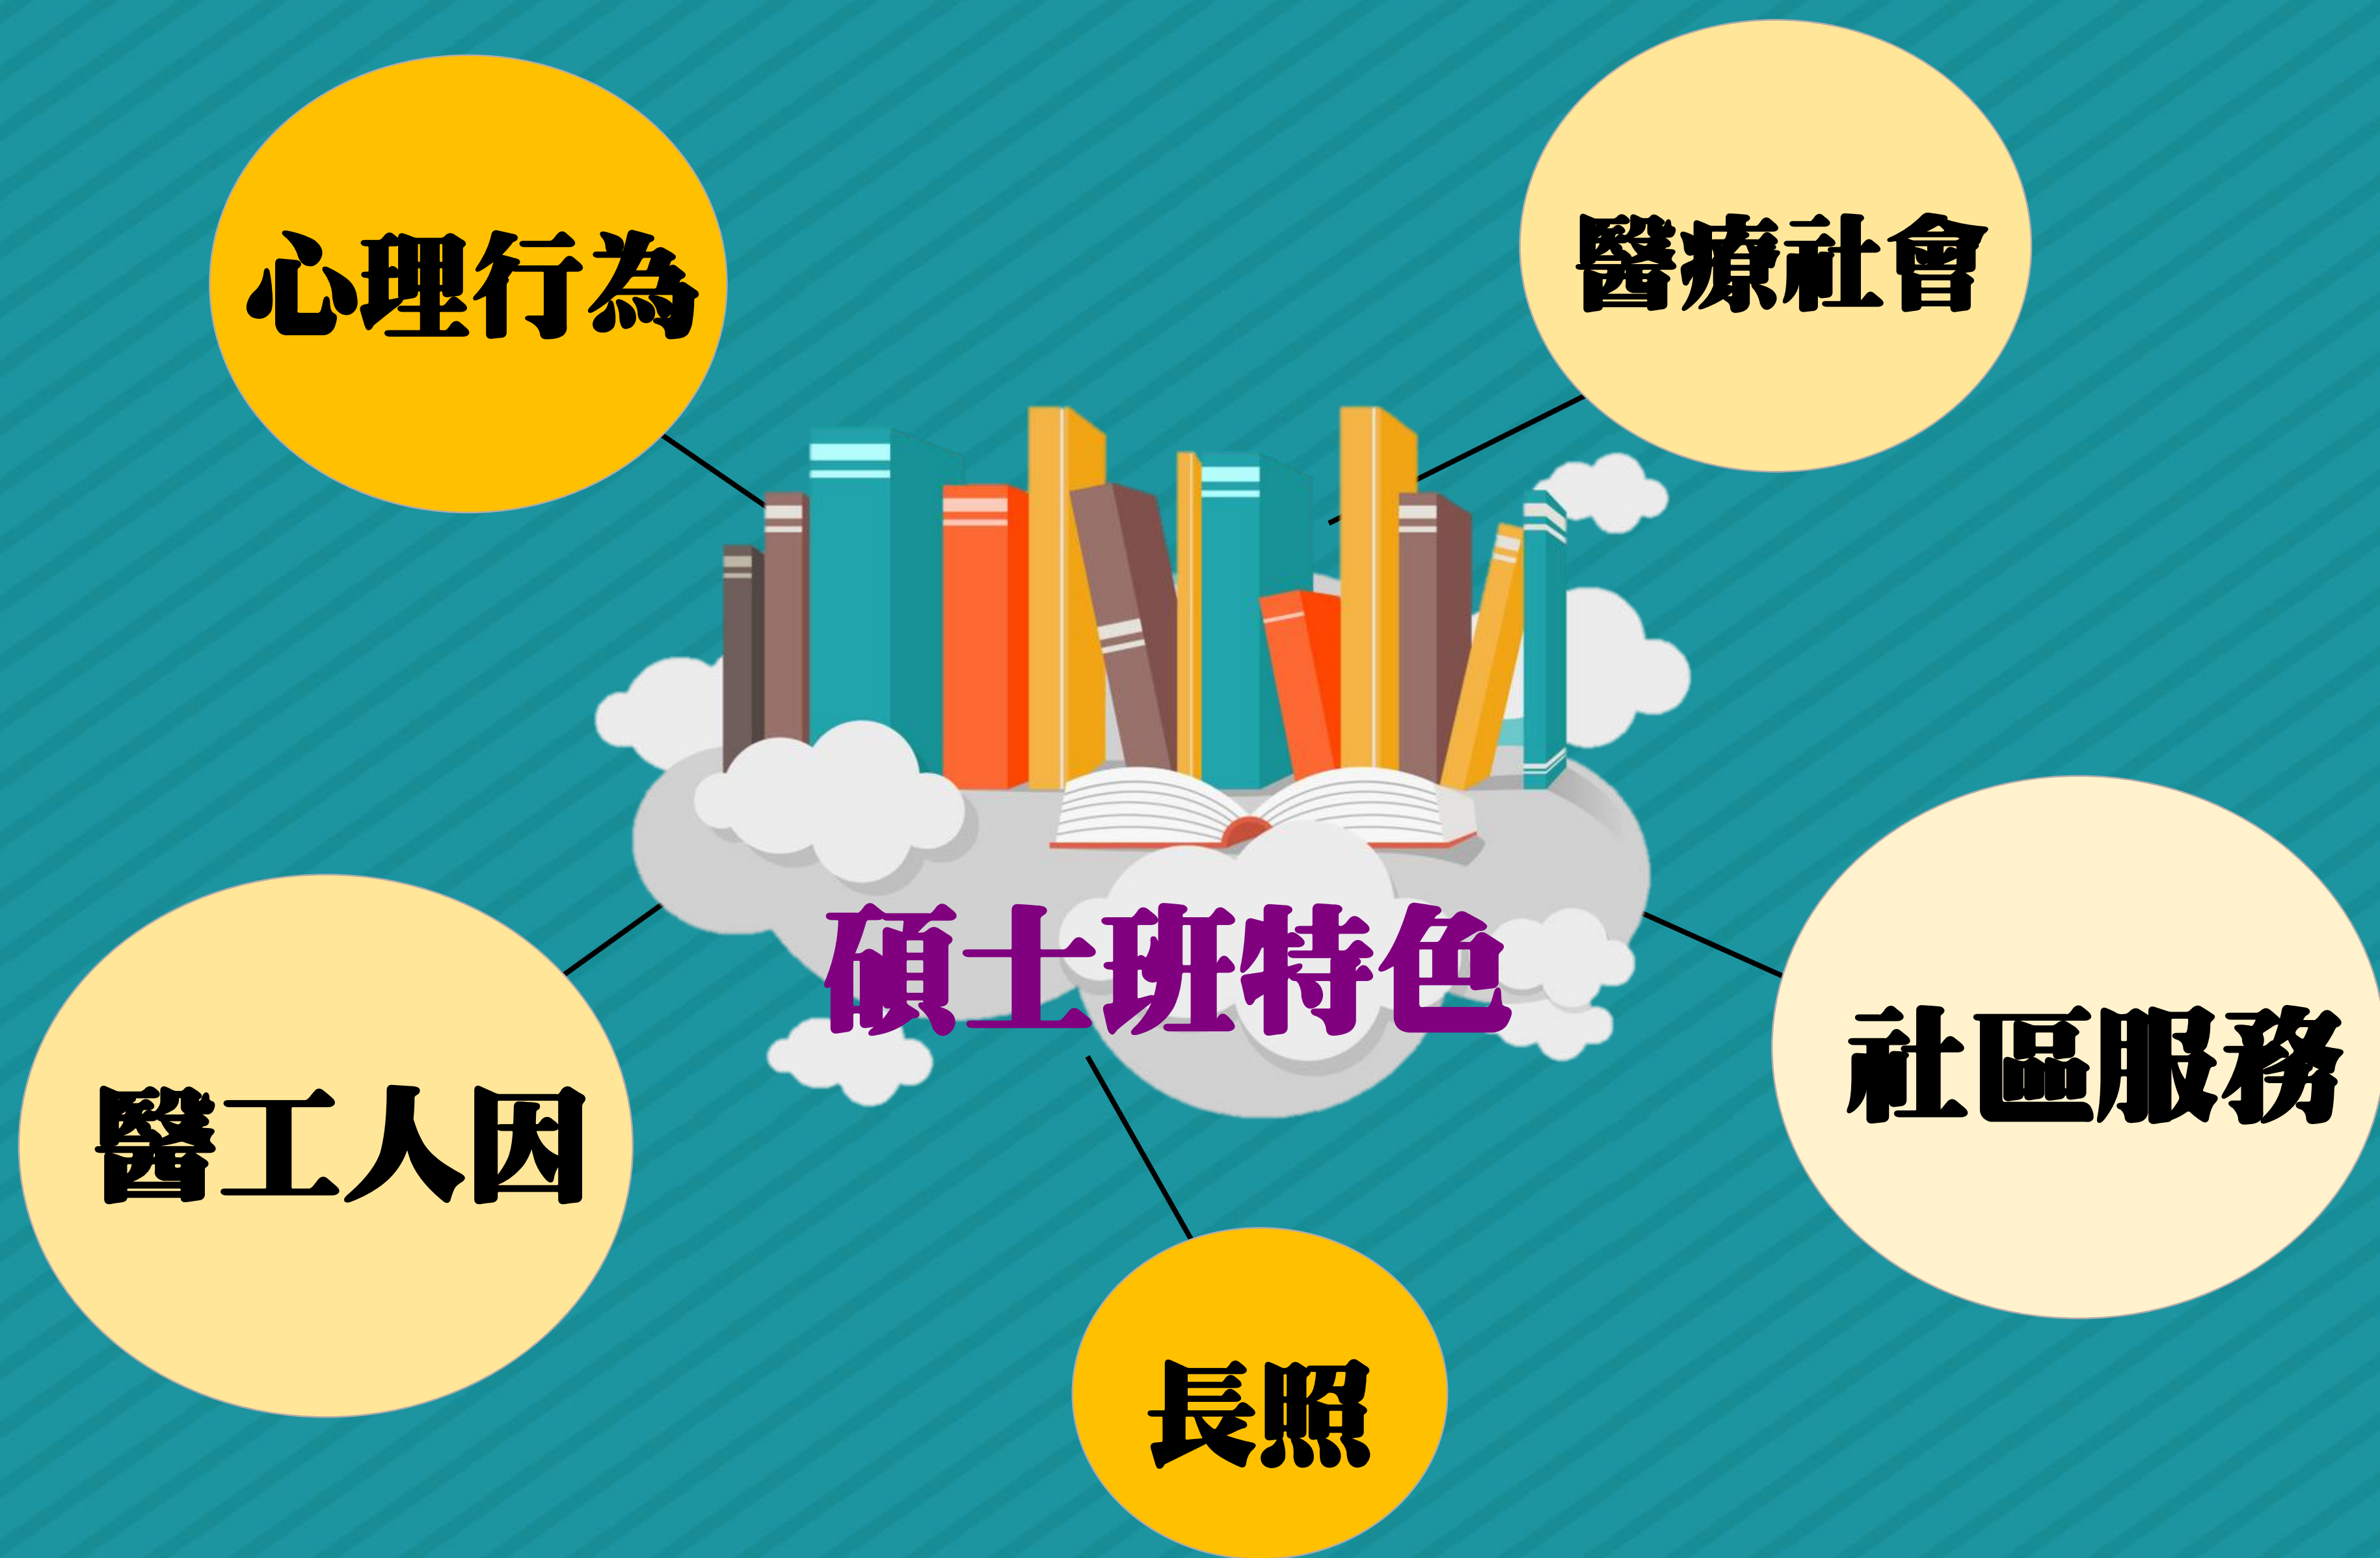 心理行為
醫療社會
碩士班特色
社區服務
醫工人因
長照